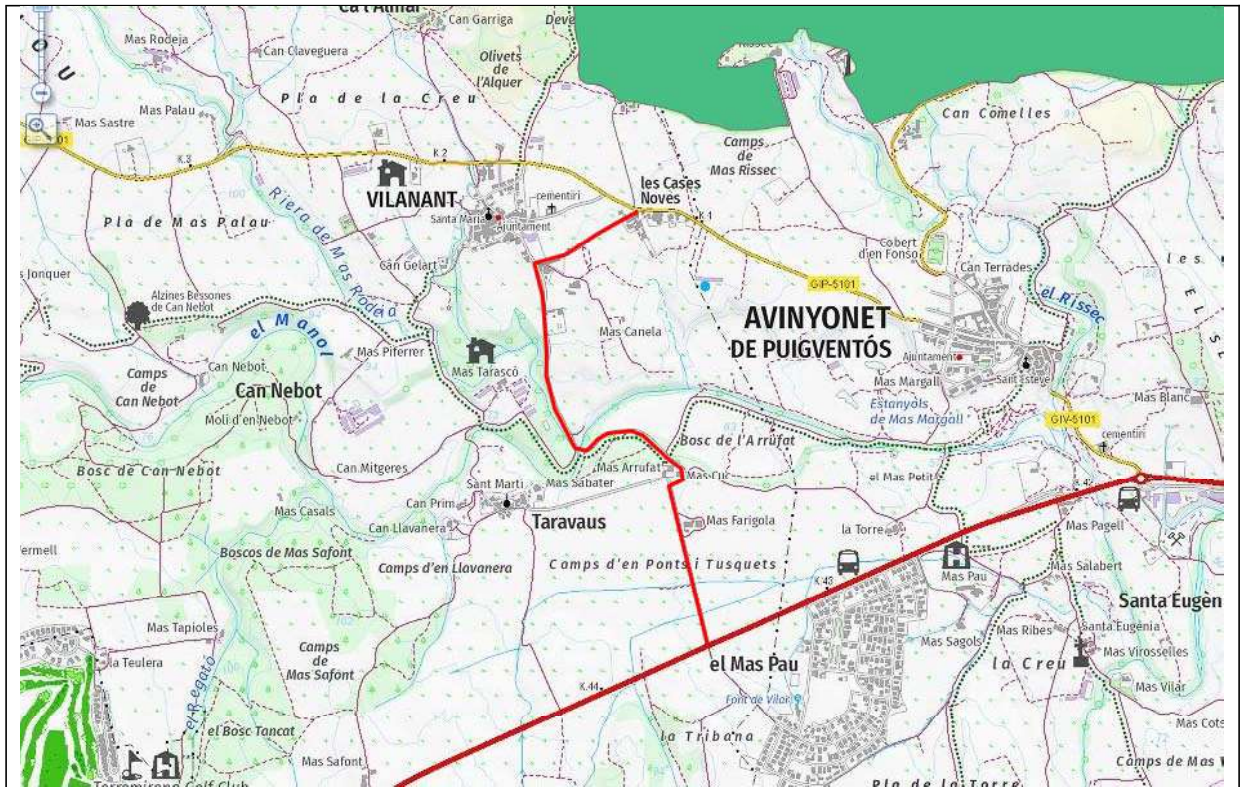 Can Garriga
Mas Rodeja
Can Claveguera
Olivets
de
l'Alquer
O U
Mas Palau
Pla de la Creu
Mas Sastre
Can Comelles
Camps
de
Mas Rissec
K.3
K 2
VILANANT
les Cases
Noves
cementiri
Santa Maria
Ajuntament
K 1
Pla de Mas Palau
Riera de Mas Rodeja
Cobert
d'en Fonso
Can Terrades
Can Gelart
Alzines Bessones
de Can Nebot
GIP-5101
el Rissec
el Manol
AVINYONET
DE PUIGVENTÓS
Mas Canela
Mas Piferrer
Ajuntament
Mas Tarascó
Can Nebot
Can Nebot
Camps
de
Can Nebot
Mas Margall
Sant Esteve
Estanyols
de Mas Margall
Mas Blanc
Molí d'en Nebot
GIV-5101
Bosc de l'Arrufat
cementiri
Bosc de Can Nebot
Can Mitgeres
Mas Arrufat
Mas Cuc
el Mas Petit
K.42
Sant Martí
Mas Sabater
Can Prim
Mas Casals
Can Llavanera
Taravaus
Mas Farigola
la Torre
Mas Pagell
Boscos de Mas Safont
Camps d'en Llavanera
Camps d'en Ponts i Tusquets
Mas Pau
Mas Salabert
K.43
Santa Eugèn
Mas Tapioles
Mas Ribes
Santa Eugènia
Mas Sagols
Camps
de
Mas Safont
la Teulera
el Mas Pau
la Creu
Mas Virosselles
el Regató
K.44
Font de Vilar
Mas Vilar
el Bosc Tancat
la Tribana
Mas Cots
Mas Safont
Camps de Mas V
Torremirona Golf Club
Pla de la Torre